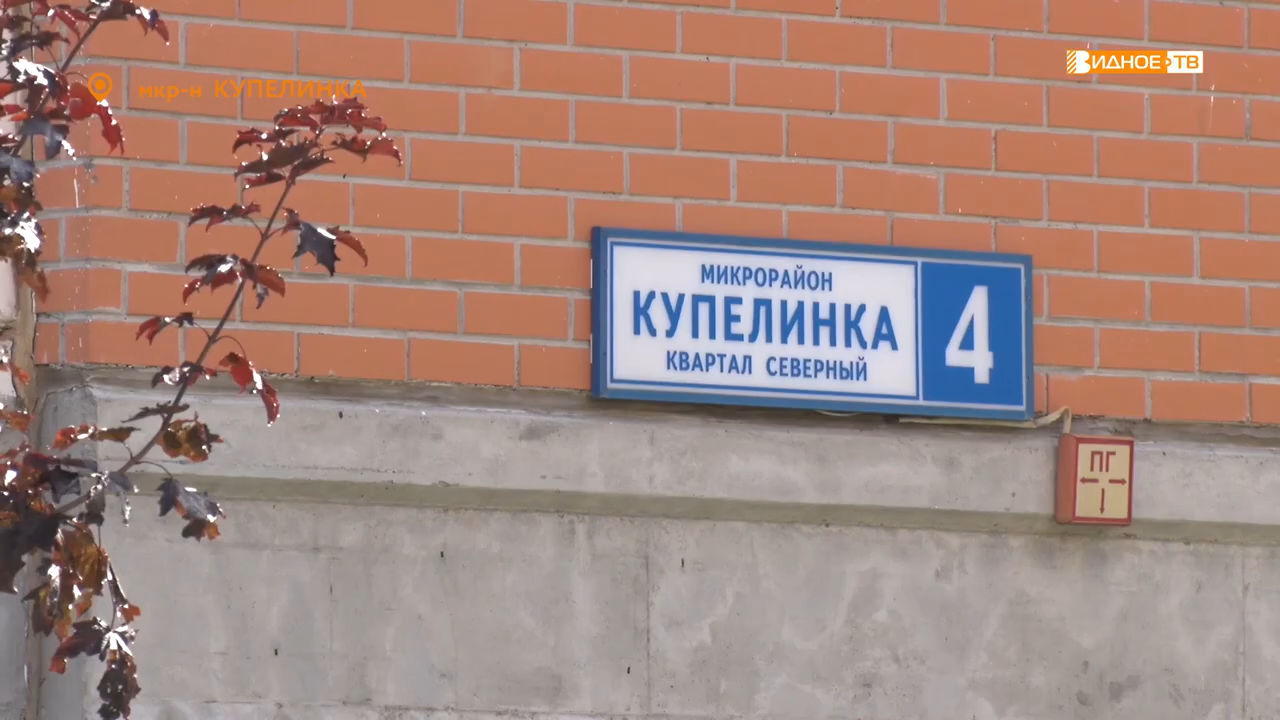 мкр-н КУПЕЛИНКА
ВИДНОЕ ТВ
МИКРОРАЙОН
КУПЕЛИНКА
КВАРТАЛ СЕВЕРНЫЙ
4
ПГ